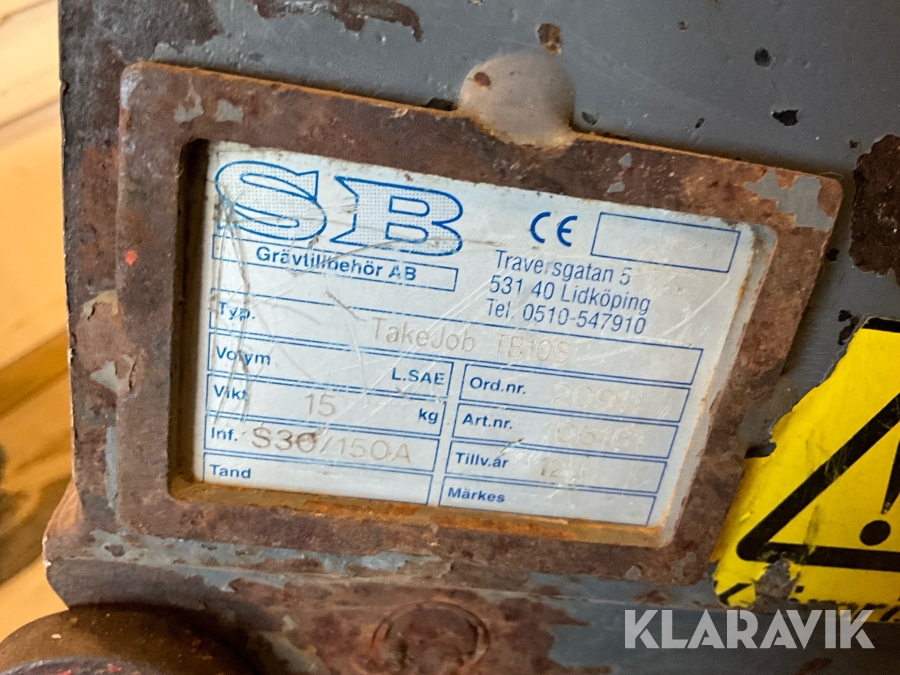 SB
Grävtillbehör AB
CE
Traversgatan 5
531 40 Lidköping
Tel. 0510-547910
Typ. TakeJob TB10S
Volym L.SAE
Ord.nr.
Vikt 15 kg
Art.nr.
Inf. S30/150A
Tillv.år
Tand
Märkes
KLARAVIK